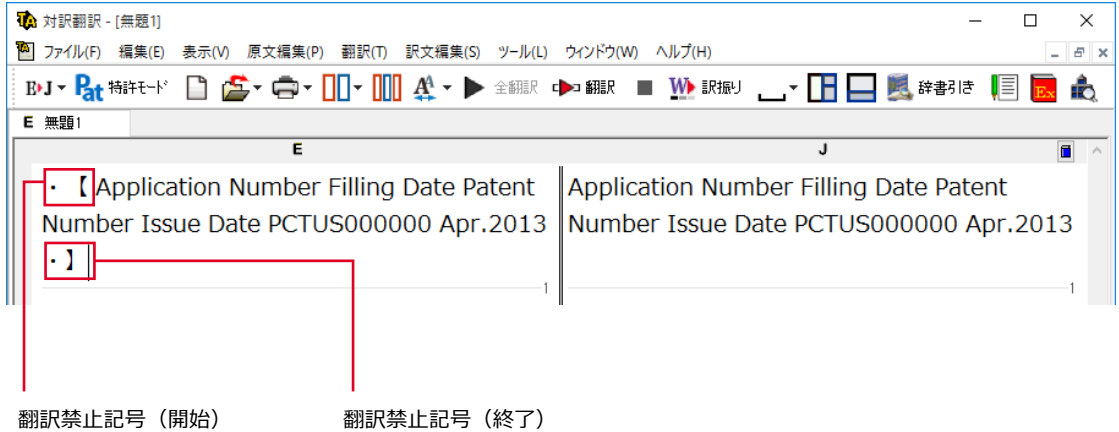 対訳翻訳 - [無題1]
ファイル(F) 編集(E) 表示(V) 原文編集(P) 翻訳(T) 訳文編集(S) ツール(L) ウィンドウ(W) ヘルプ(H)
E J Pat 特許モード A A 全翻訳 翻訳 W 訳振り 辞書引き Ex
E 無題1
E J
・【Application Number Filling Date Patent
Number Issue Date PCTUS000000 Apr.2013
・】
1
Application Number Filling Date Patent
Number Issue Date PCTUS000000 Apr.2013
1
翻訳禁止記号（開始） 翻訳禁止記号（終了）